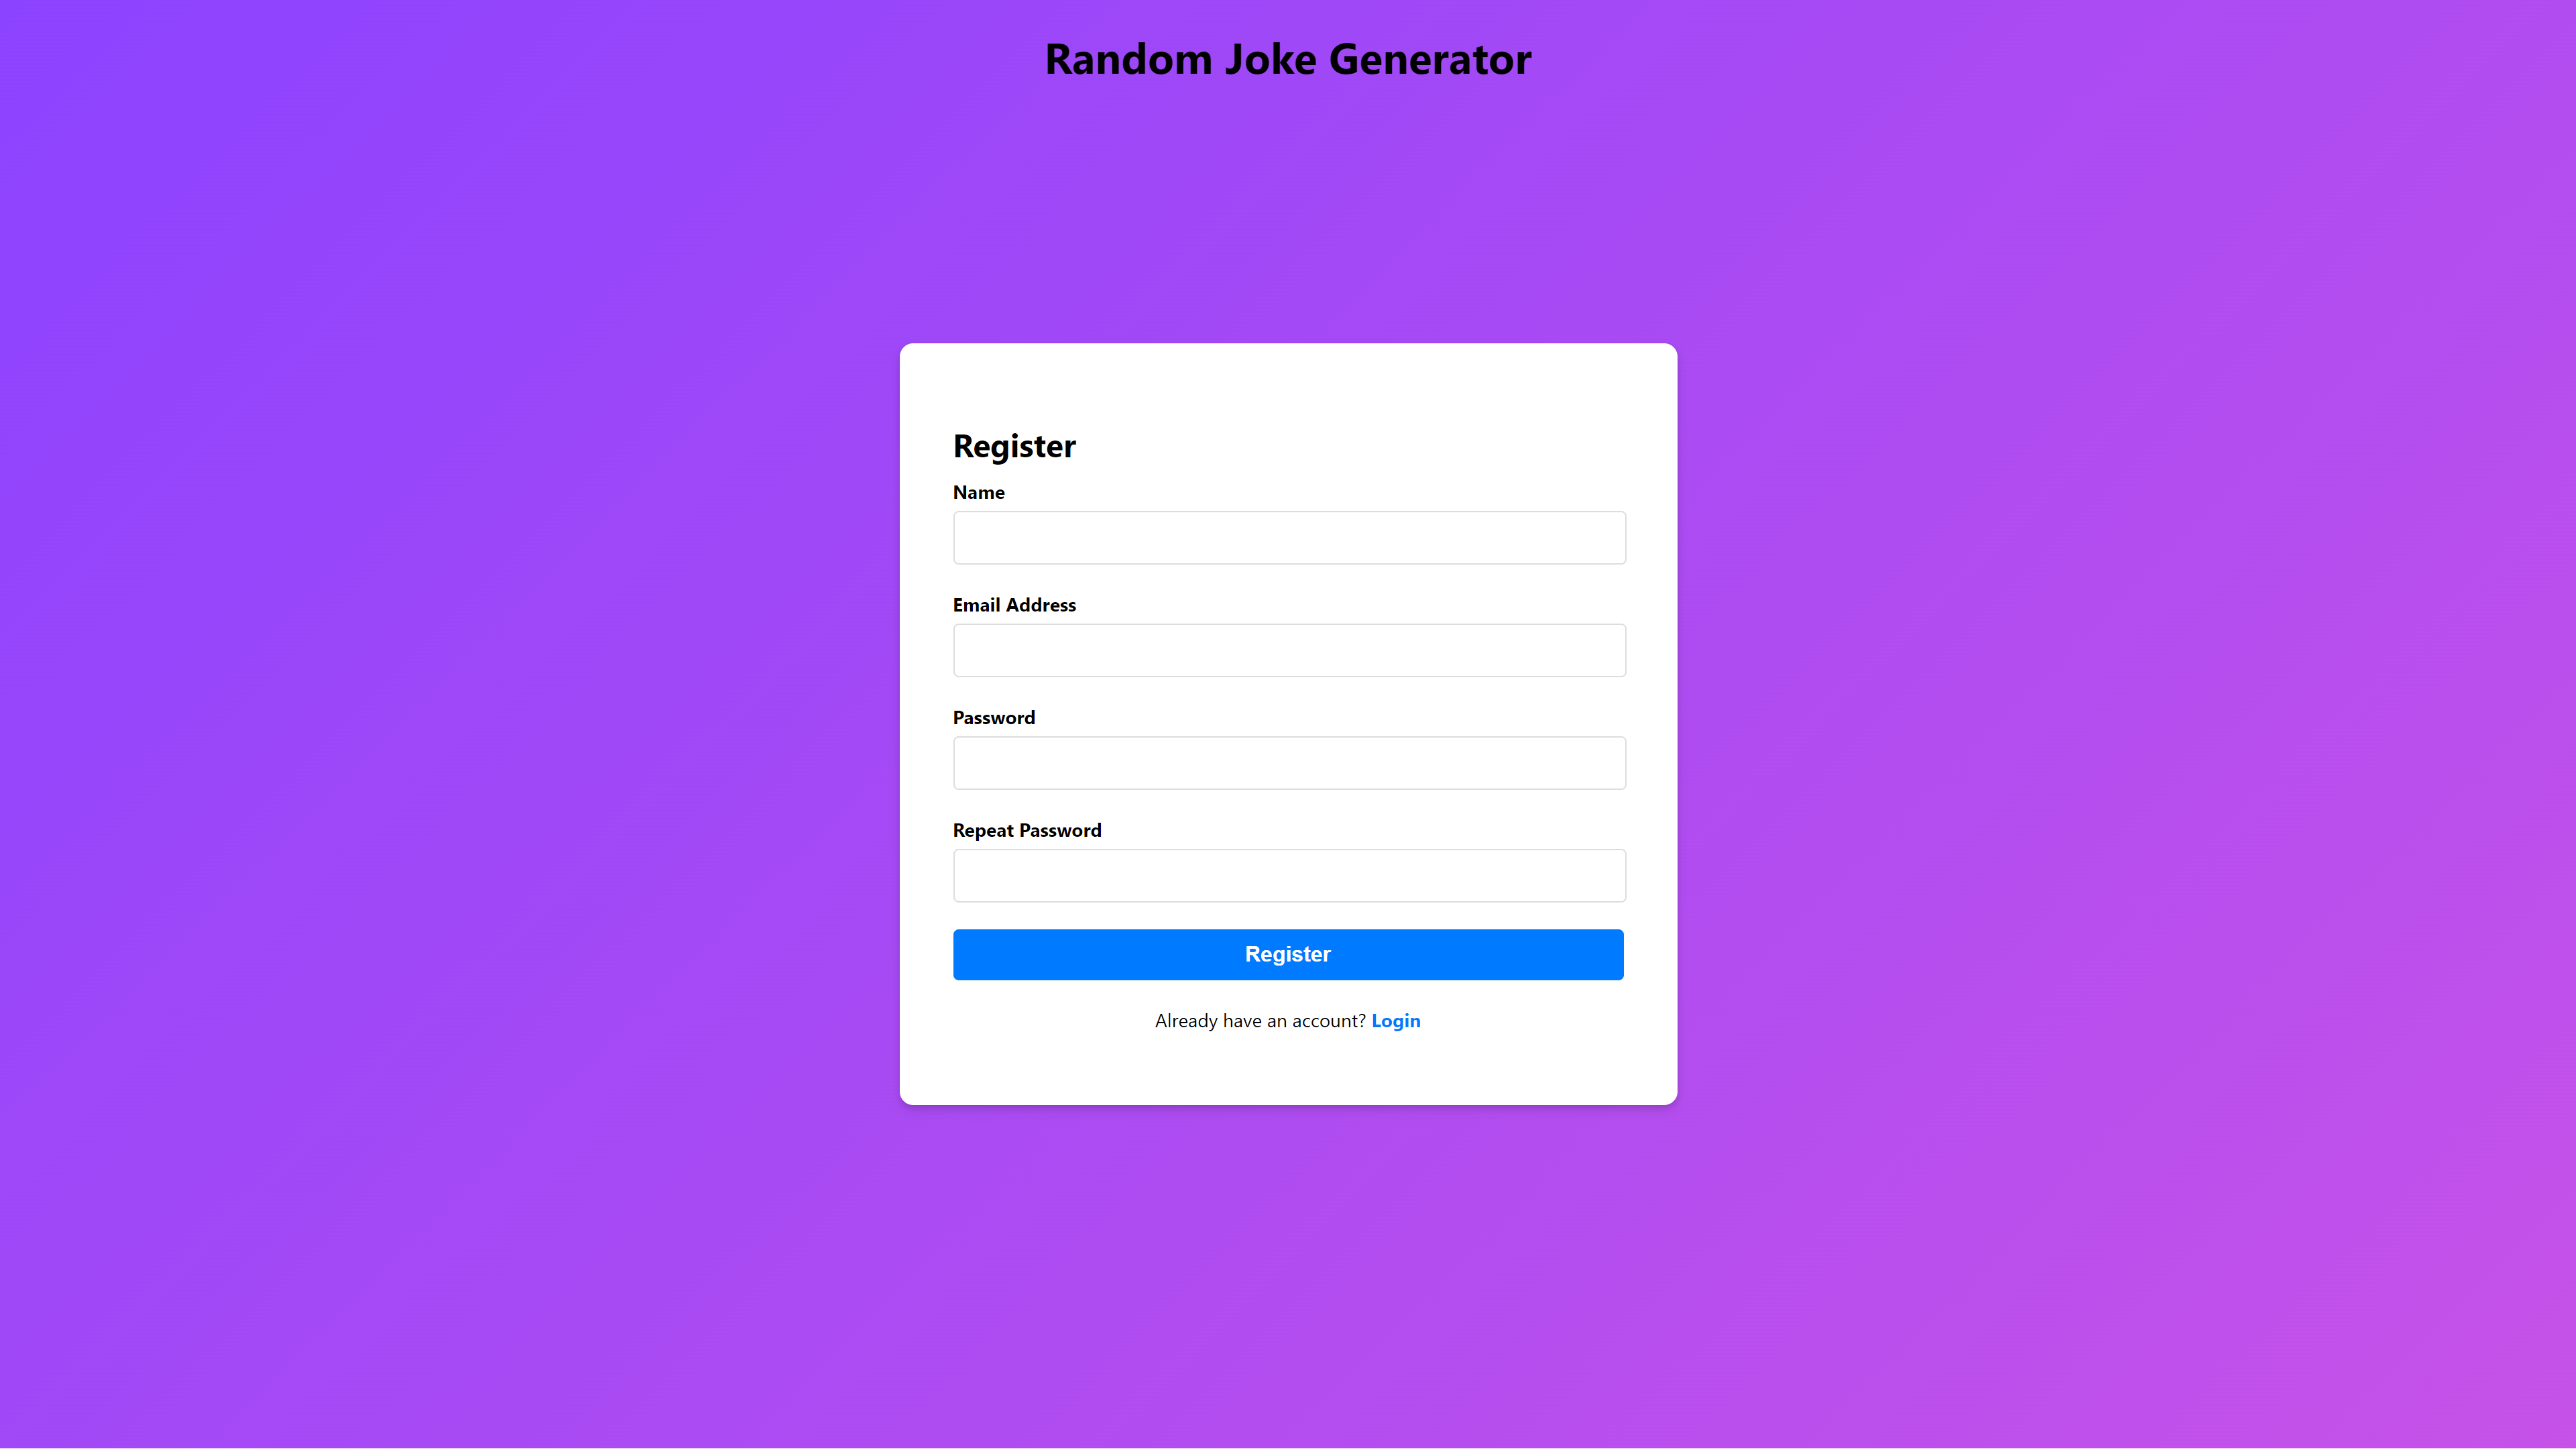 Random Joke Generator
Register
Name
Email Address
Password
Repeat Password
Register
Already have an account? Login